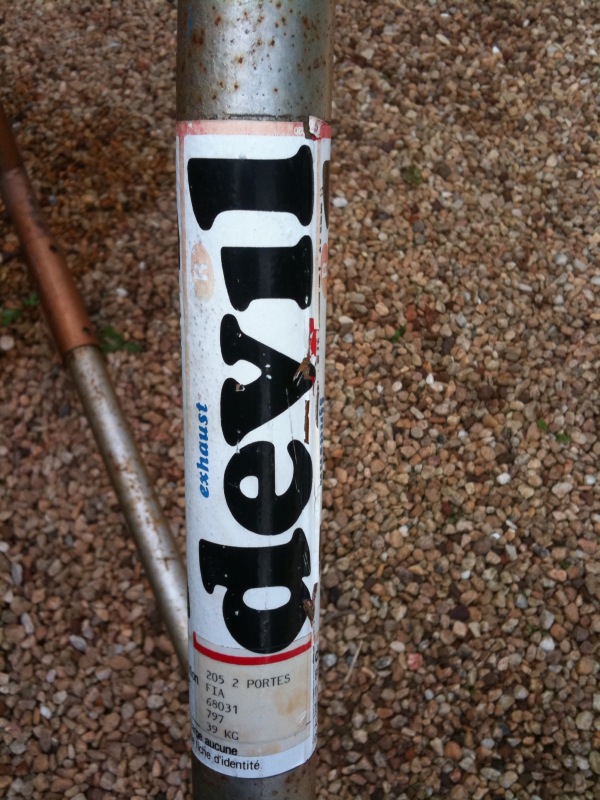 devil
exhaust
205 2 PORTES
FIA
68031
797
39 KG
aucune
fiche d'identité.